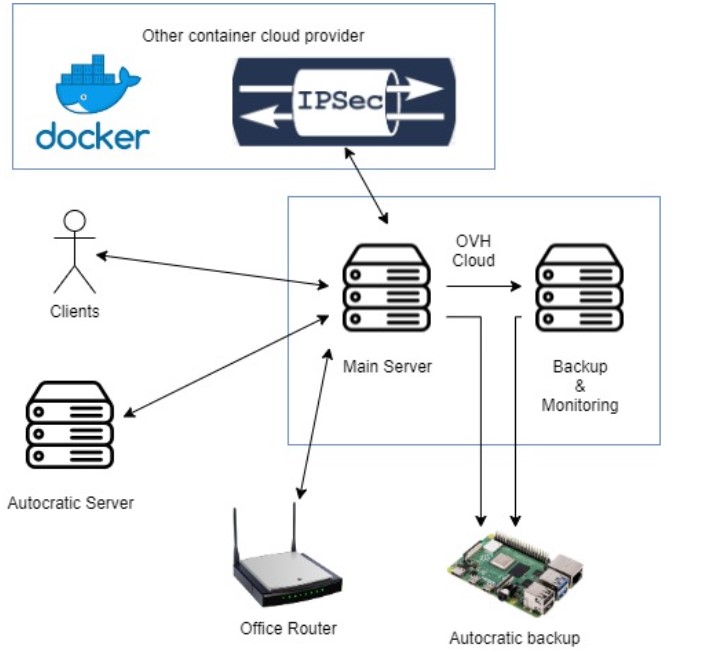 Other container cloud provider
docker
IPSec
OVH
Cloud
Clients
Main Server
Backup
&
Monitoring
Autocratic Server
Office Router
Autocratic backup